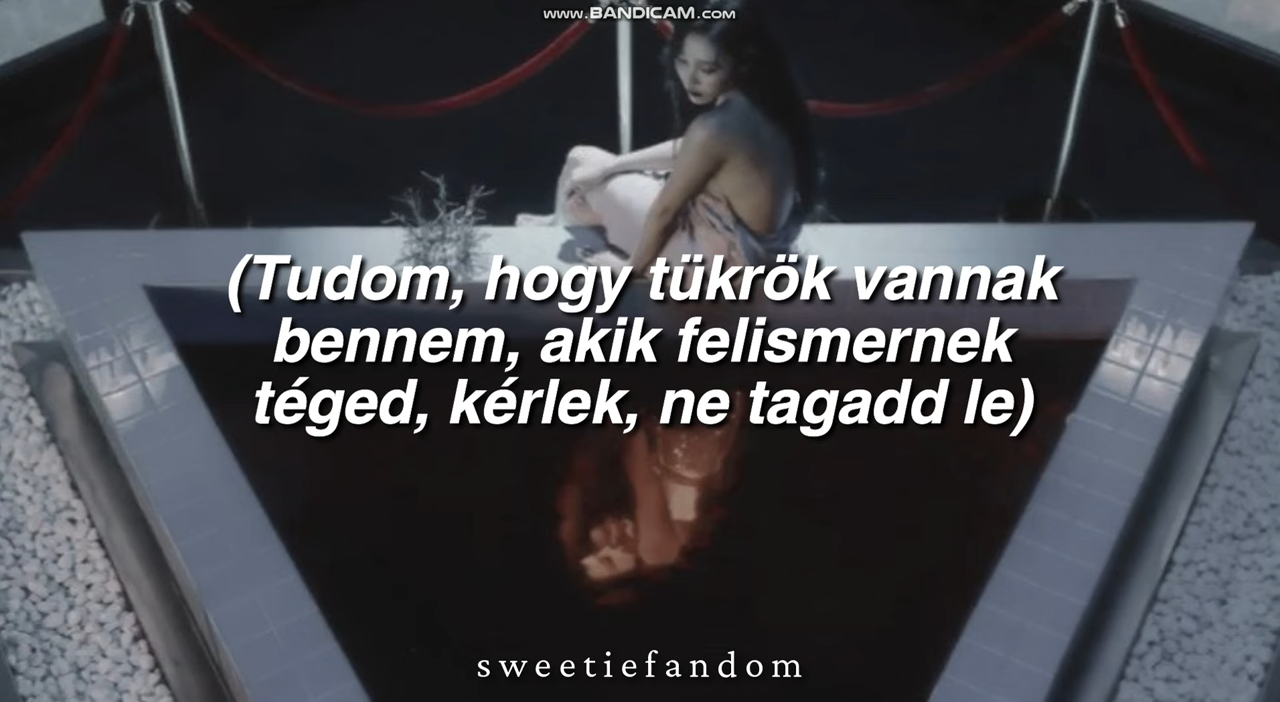 www.BANDICAM.com
(Tudom, hogy tükrök vannak
bennem, akik felismernek
téged, kérlek, ne tagadd le)
sweetiefandom